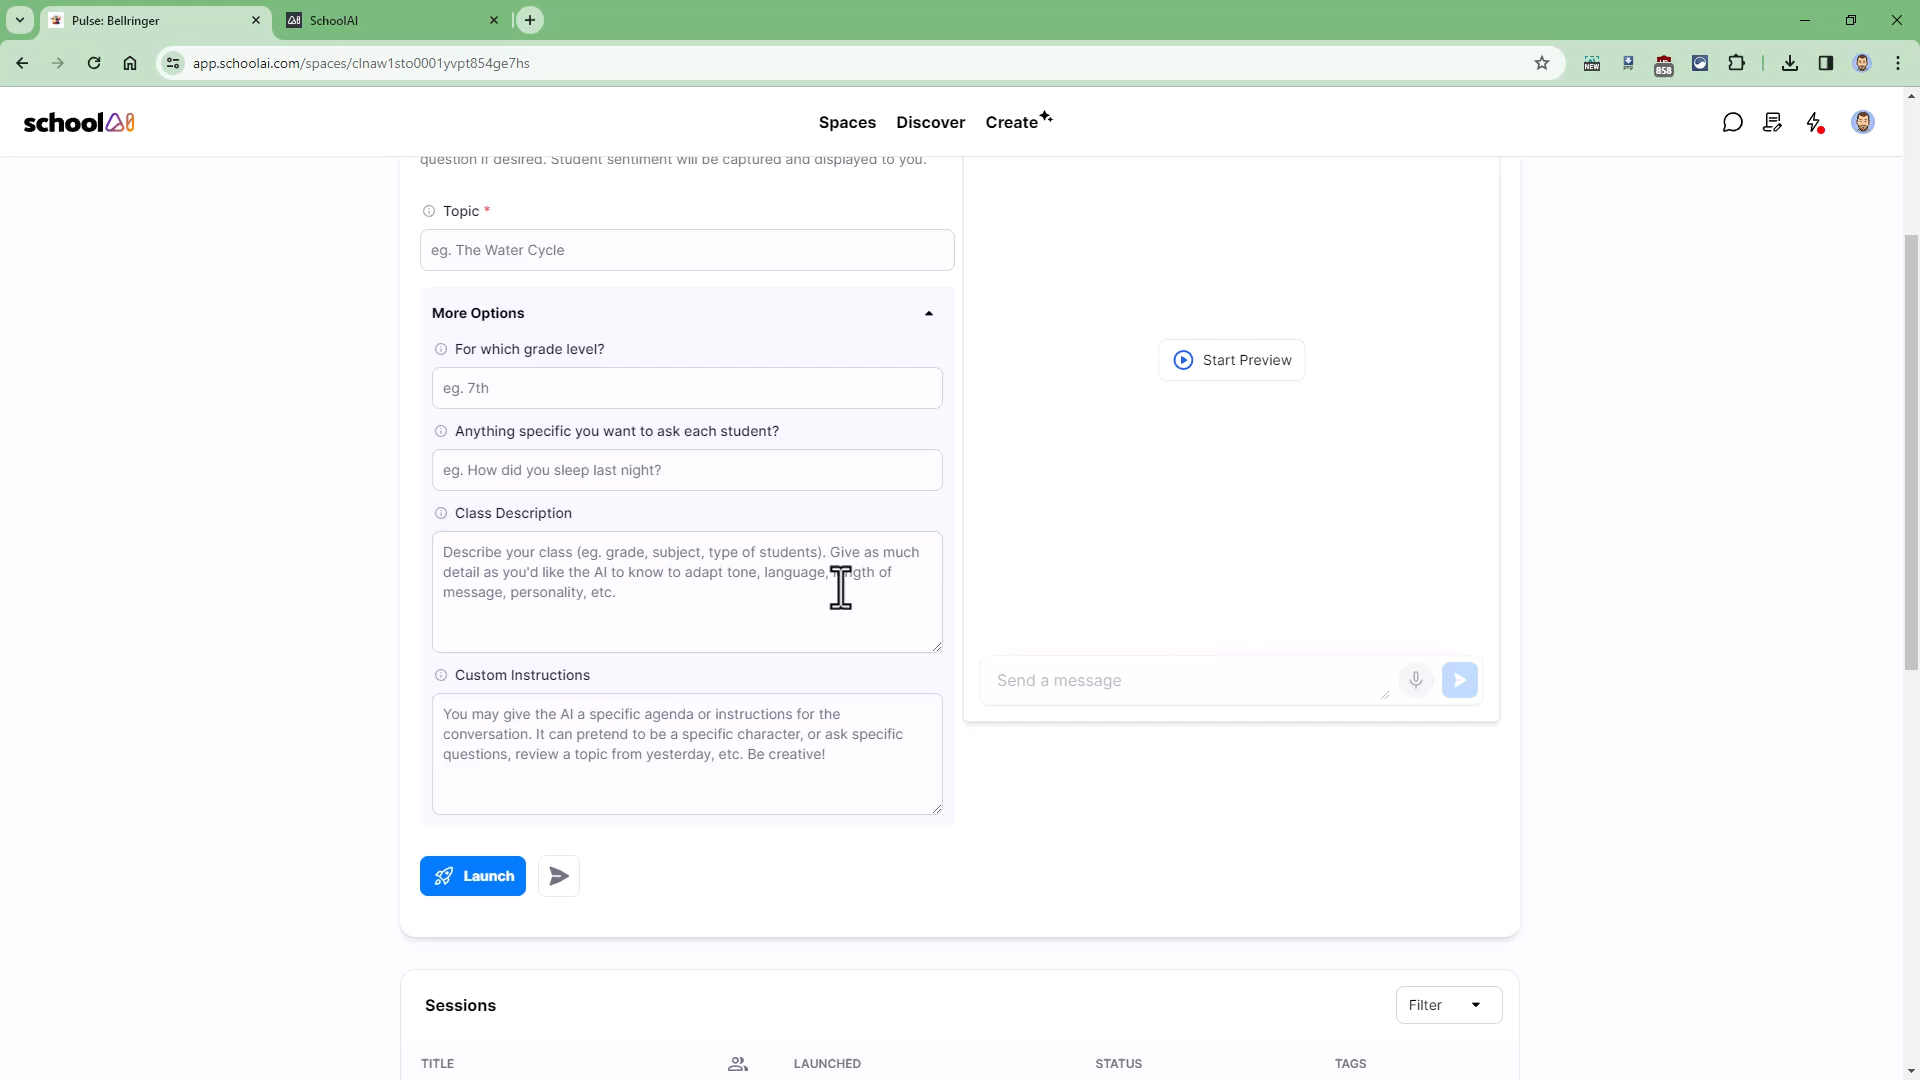 Pulse: Bellringer
SchoolAI
app.schoolai.com/spaces/clnaw1sto0001yvpt854ge7hs
NEW
858
schoolAI
Spaces
Discover
Create
question if desired. Student sentiment will be captured and displayed to you.
Topic *
eg. The Water Cycle
More Options
For which grade level?
eg. 7th
Anything specific you want to ask each student?
eg. How did you sleep last night?
Class Description
Describe your class (eg. grade, subject, type of students). Give as much
detail as you'd like the AI to know to adapt tone, language, length of
message, personality, etc.
Custom Instructions
You may give the AI a specific agenda or instructions for the
conversation. It can pretend to be a specific character, or ask specific
questions, review a topic from yesterday, etc. Be creative!
Launch
Start Preview
Send a message
Sessions
Filter
TITLE
LAUNCHED
STATUS
TAGS